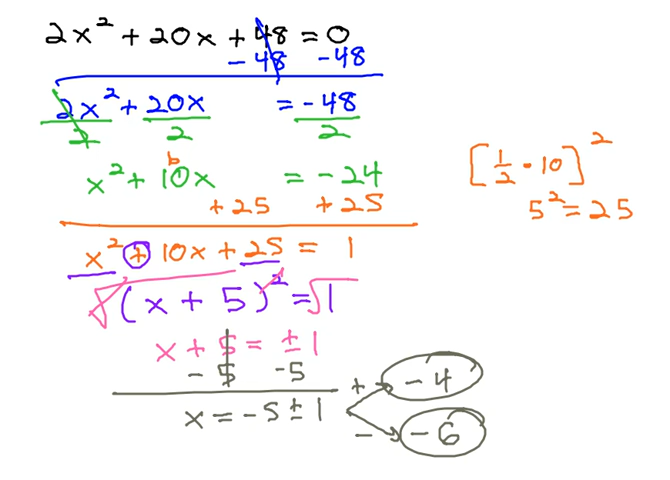 2x² + 20x + 48 = 0
- 48 - 48
2x² + 20x = - 48
2 2 2
b
x² + 10x = - 24
+ 25 + 25
x² + 10x + 25 = 1
√(x + 5)² = √1
x + 5 = ± 1
- 5 - 5
x = - 5 ± 1
+ - 4
- - 6
[1/2 · 10]²
5² = 25